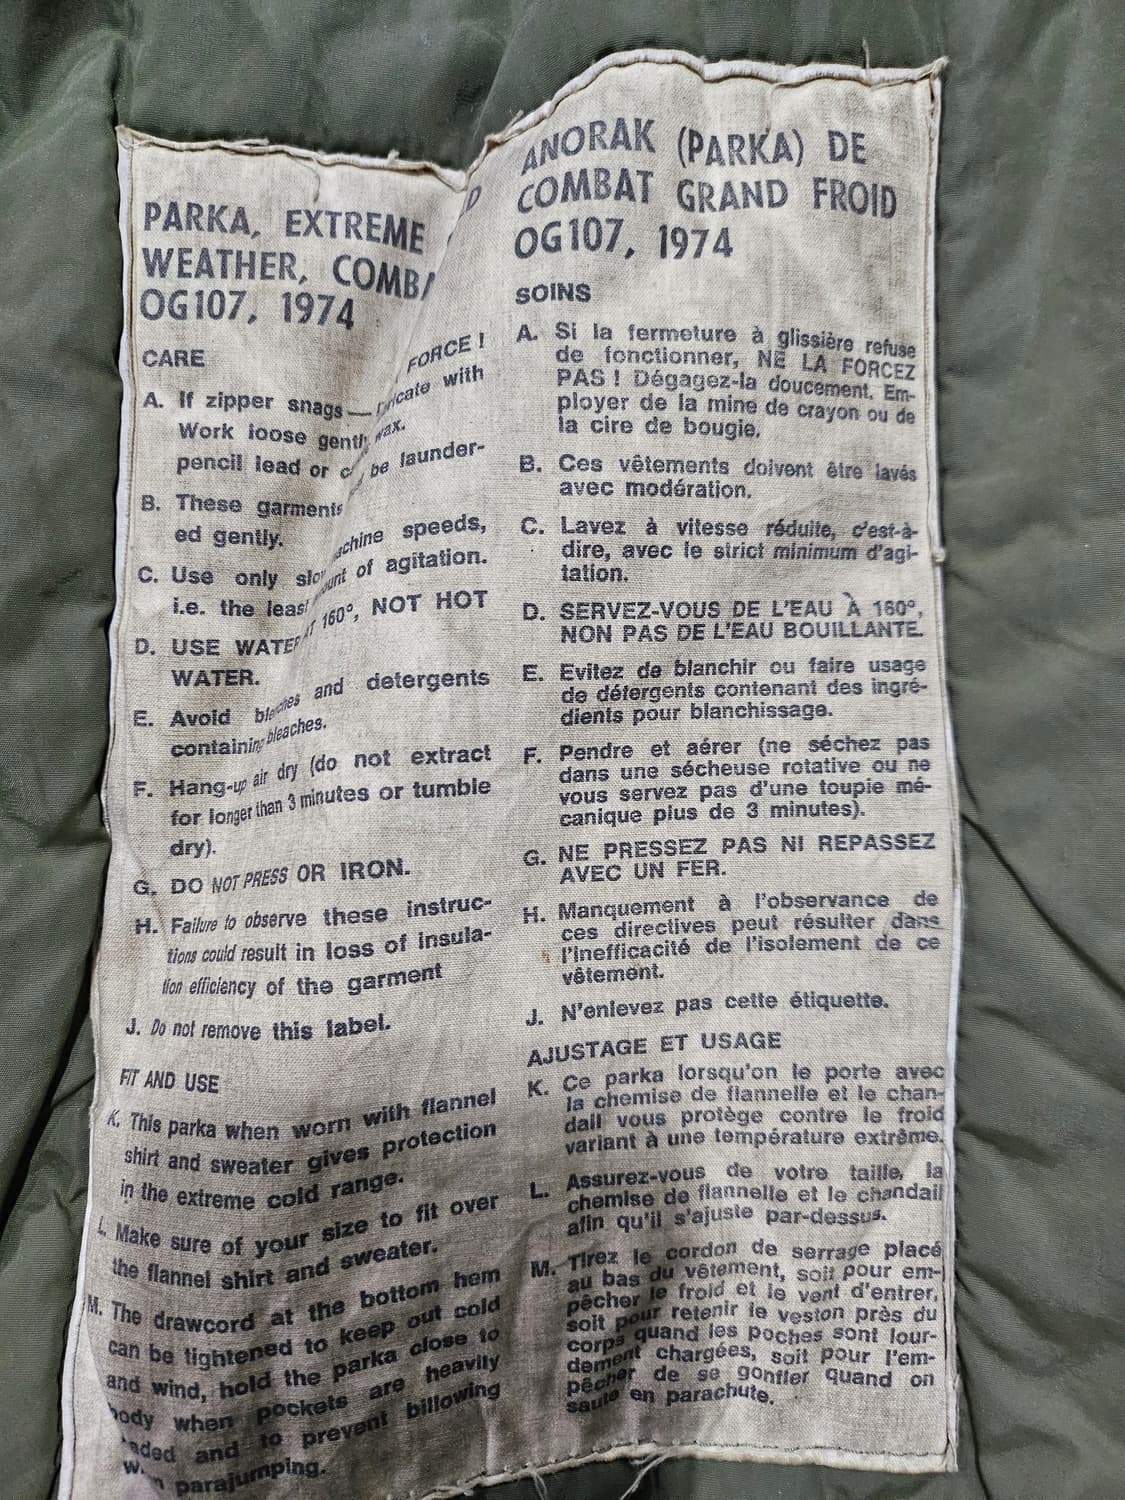 PARKA, EXTREME
WEATHER, COMBA
OG107, 1974
CARE
A. If zipper snags — FORCE !
Work loose gently with
pencil lead or wax.
B. These garments be launder-
ed gently.
C. Use only slow machine speeds,
i.e. the least amount of agitation.
D. USE WATER AT 160°, NOT HOT
WATER.
E. Avoid bleaches and detergents
containing bleaches.
F. Hang-up air dry (do not extract
for longer than 3 minutes or tumble
dry).
G. DO NOT PRESS OR IRON.
H. Failure to observe these instruc-
tions could result in loss of insula-
tion efficiency of the garment
J. Do not remove this label.
FIT AND USE
K. This parka when worn with flannel
shirt and sweater gives protection
in the extreme cold range.
L. Make sure of your size to fit over
the flannel shirt and sweater.
M. The drawcord at the bottom hem
can be tightened to keep out cold
and wind, hold the parka close to
body when pockets are heavily
aded and to prevent billowing
parajumping.
ANORAK (PARKA) DE
COMBAT GRAND FROID
OG107, 1974
SOINS
A. Si la fermeture à glissière refuse
de fonctionner, NE LA FORCEZ
PAS ! Dégagez-la doucement. Em-
ployer de la mine de crayon ou de
la cire de bougie.
B. Ces vêtements doivent être lavés
avec modération.
C. Lavez à vitesse réduite, c'est-à-
dire, avec le strict minimum d'agi-
tation.
D. SERVEZ-VOUS DE L'EAU À 160°,
NON PAS DE L'EAU BOUILLANTE.
E. Evitez de blanchir ou faire usage
de détergents contenant des ingré-
dients pour blanchissage.
F. Pendre et aérer (ne séchez pas
dans une sécheuse rotative ou ne
vous servez pas d'une toupie mé-
canique plus de 3 minutes).
G. NE PRESSEZ PAS NI REPASSEZ
AVEC UN FER.
H. Manquement à l'observance de
ces directives peut résulter dans
l'inefficacité de l'isolement de ce
vêtement.
J. N'enlevez pas cette étiquette.
AJUSTAGE ET USAGE
K. Ce parka lorsqu'on le porte avec
la chemise de flannelle et le chan-
dail vous protège contre le froid
variant à une température extrême.
L. Assurez-vous de votre taille, la
chemise de flannelle et le chandail
afin qu'il s'ajuste par-dessus.
M. Tirez le cordon de serrage placé
au bas du vêtement, soit pour em-
pêcher le froid et le vent d'entrer,
soit pour retenir le veston près du
corps quand les poches sont lour-
dement chargées, soit pour l'em-
pêcher de se gonfler quand on
saute en parachute.